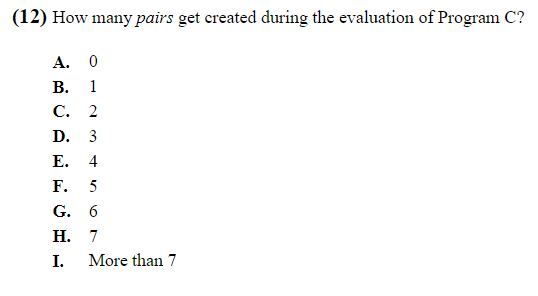 (12) How many pairs get created during the evaluation of Program C?
A. 0
B. 1
C. 2
D. 3
E. 4
F. 5
G. 6
H. 7
I. More than 7